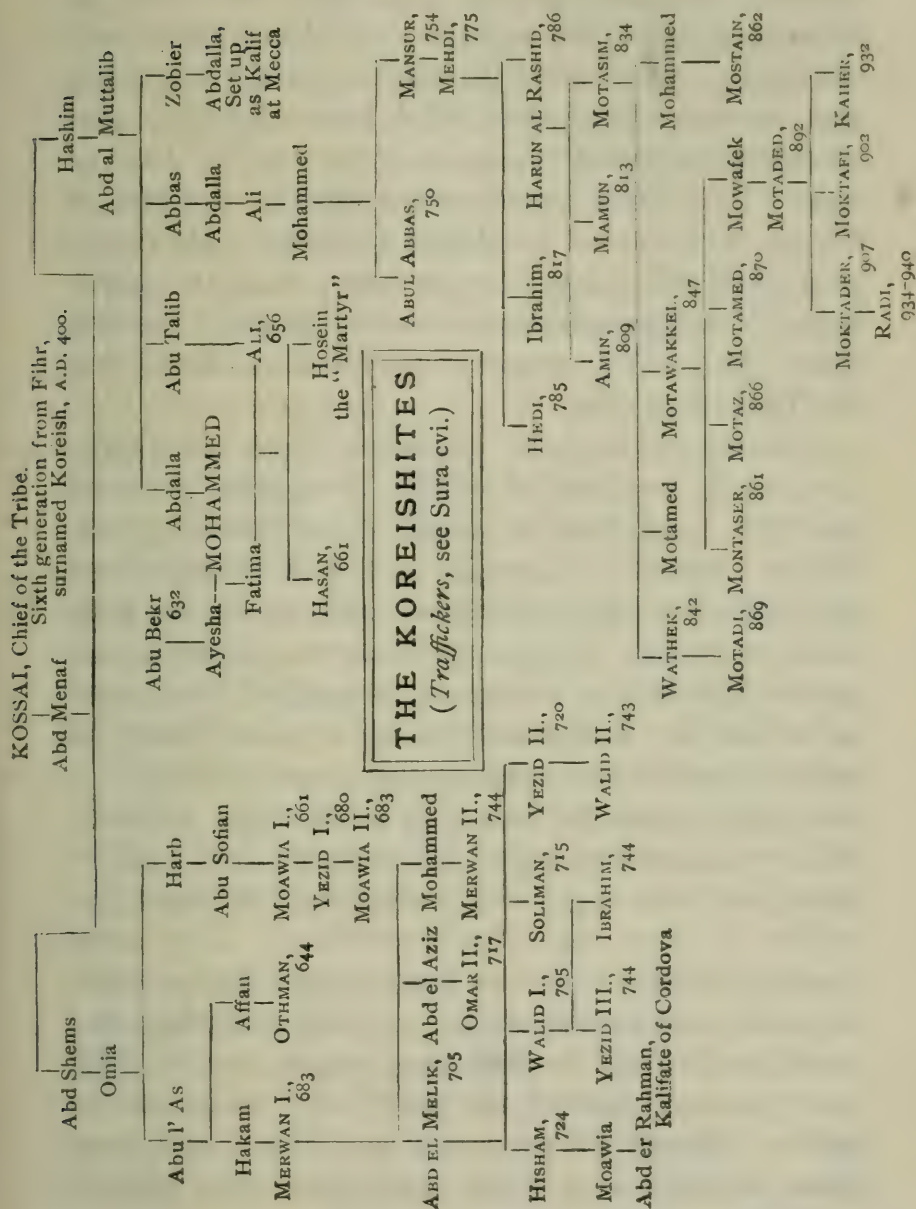 KOSSAI, Chief of the Tribe.
Sixth generation from Fihr,
surnamed Koreish, A.D. 400.
Abd Menaf
Abd Shems
Hashim
Omia
Abd al Muttalib
Abu l' As
Harb
Abu Bekr
632
Abdalla
Abu Talib
Abbas
Zobier
Hakam
Affan
Abu Sofian
Ayesha—MOHAMMED
ALI,
656
Abdalla
Abdalla,
Set up
as Kalif
at Mecca
MERWAN I.,
683
OTHMAN,
644
MOAWIA I.,
661
YEZID I.,
680
MOAWIA II.,
683
Fatima
Ali
HASAN,
661
Hosein
the "Martyr"
Mohammed
THE KOREISHITES
(Traffickers, see Sura cvi.)
ABD EL MELIK,
705
Abd el Aziz
Mohammed
OMAR II.,
717
MERWAN II.,
744
ABUL ABBAS,
750
MANSUR,
754
MEHDI,
775
HISHAM,
724
WALID I.,
705
SOLIMAN,
715
YEZID II.,
720
HEDI,
785
Ibrahim,
817
HARUN AL RASHID,
786
Moawia
YEZID III.,
744
IBRAHIM,
744
WALID II.,
743
AMIN,
809
MAMUN,
813
MOTASIM,
834
Abd er Rahman,
Kalifate of Cordova
WATHEK,
842
Motamed
MOTAWAKKEL,
847
Mohammed
MOTADI,
869
MONTASER,
861
MOTAZ,
866
MOTAMED,
870
Mowafek
MOSTAIN,
862
MOTADED,
892
MOKTADER,
907
MOKTAFI,
902
KAHER,
932
RADI,
934-940